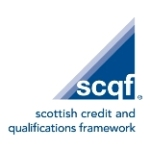 scqf
scottish credit and
qualifications framework